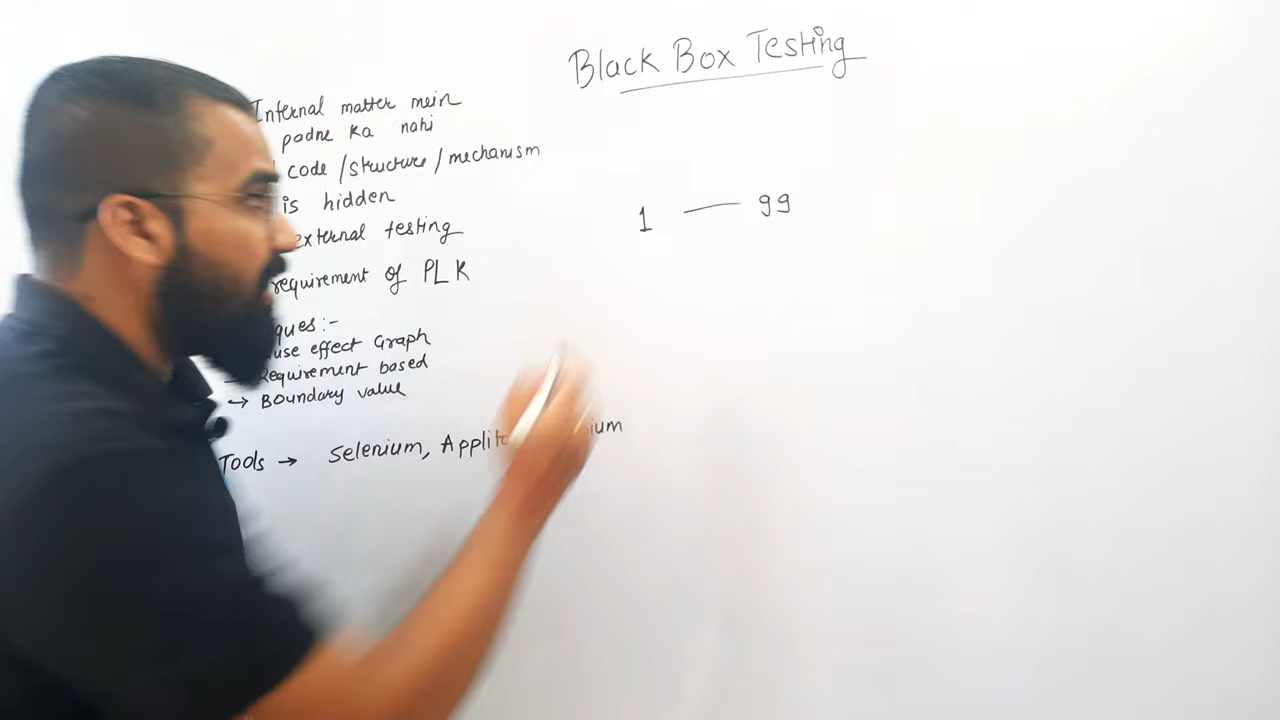 Black Box Testing
Internal matter mein
padne ka nahi
code / structure / mechanism
is hidden
external testing
requirement of PLK
:-
effect Graph
Requirement based
→ Boundary value
Tools → Selenium,
1 — 99